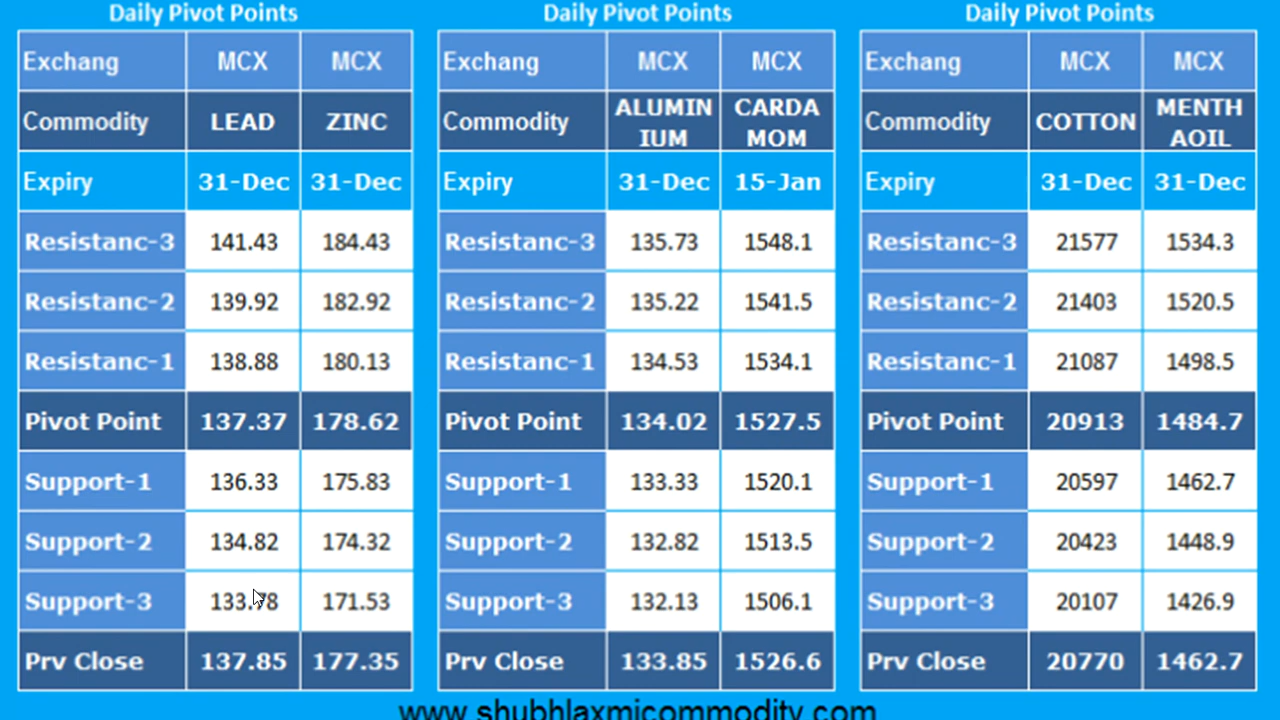 Daily Pivot Points
Exchang MCX MCX
Commodity LEAD ZINC
Expiry 31-Dec 31-Dec
Resistanc-3 141.43 184.43
Resistanc-2 139.92 182.92
Resistanc-1 138.88 180.13
Pivot Point 137.37 178.62
Support-1 136.33 175.83
Support-2 134.82 174.32
Support-3 133.78 171.53
Prv Close 137.85 177.35
Daily Pivot Points
Exchang MCX MCX
Commodity ALUMIN CARDA
IUM MOM
Expiry 31-Dec 15-Jan
Resistanc-3 135.73 1548.1
Resistanc-2 135.22 1541.5
Resistanc-1 134.53 1534.1
Pivot Point 134.02 1527.5
Support-1 133.33 1520.1
Support-2 132.82 1513.5
Support-3 132.13 1506.1
Prv Close 133.85 1526.6
Daily Pivot Points
Exchang MCX MCX
Commodity COTTON MENTH
AOIL
Expiry 31-Dec 31-Dec
Resistanc-3 21577 1534.3
Resistanc-2 21403 1520.5
Resistanc-1 21087 1498.5
Pivot Point 20913 1484.7
Support-1 20597 1462.7
Support-2 20423 1448.9
Support-3 20107 1426.9
Prv Close 20770 1462.7
www.shubhlaxmicommodity.com